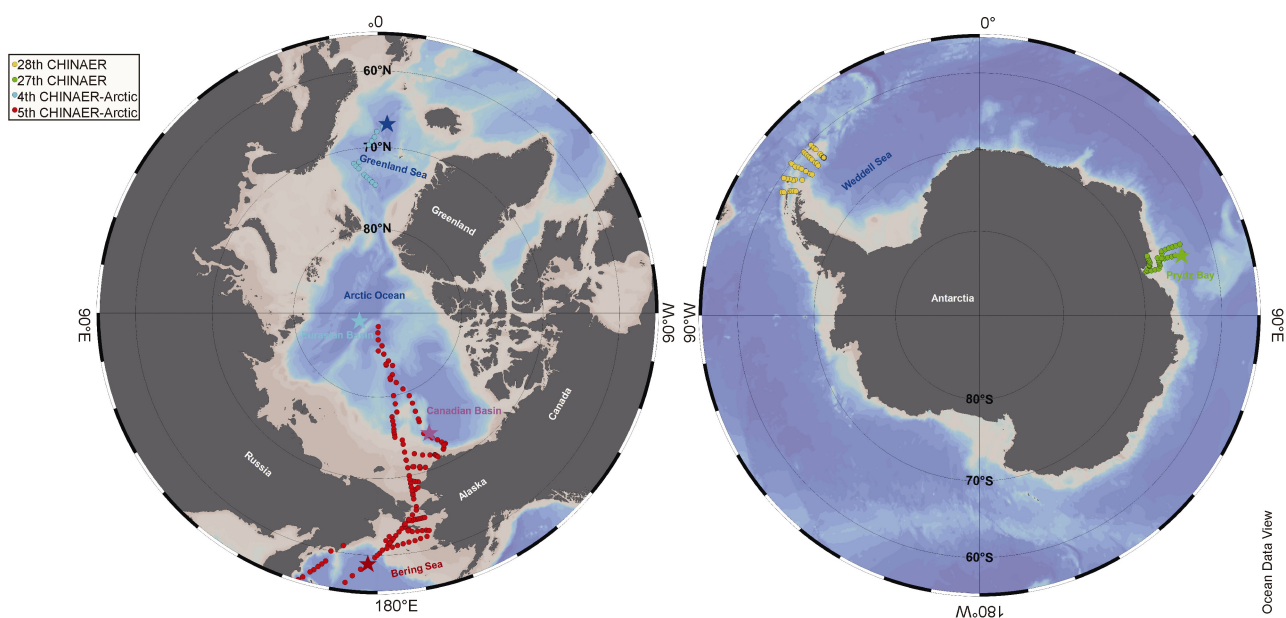 28th CHINAER
27th CHINAER
4th CHINAER-Arctic
5th CHINAER-Arctic
°0
60°N
70°N
Greenland Sea
80°N
Greenland
Arctic Ocean
90°E
90°W
Canadian Basin
Canada
Russia
Alaska
Bering Sea
180°E
0°
Weddell Sea
Prydz Bay
Antarctia
90°W
90°E
80°S
70°S
60°S
180°W
Ocean Data View